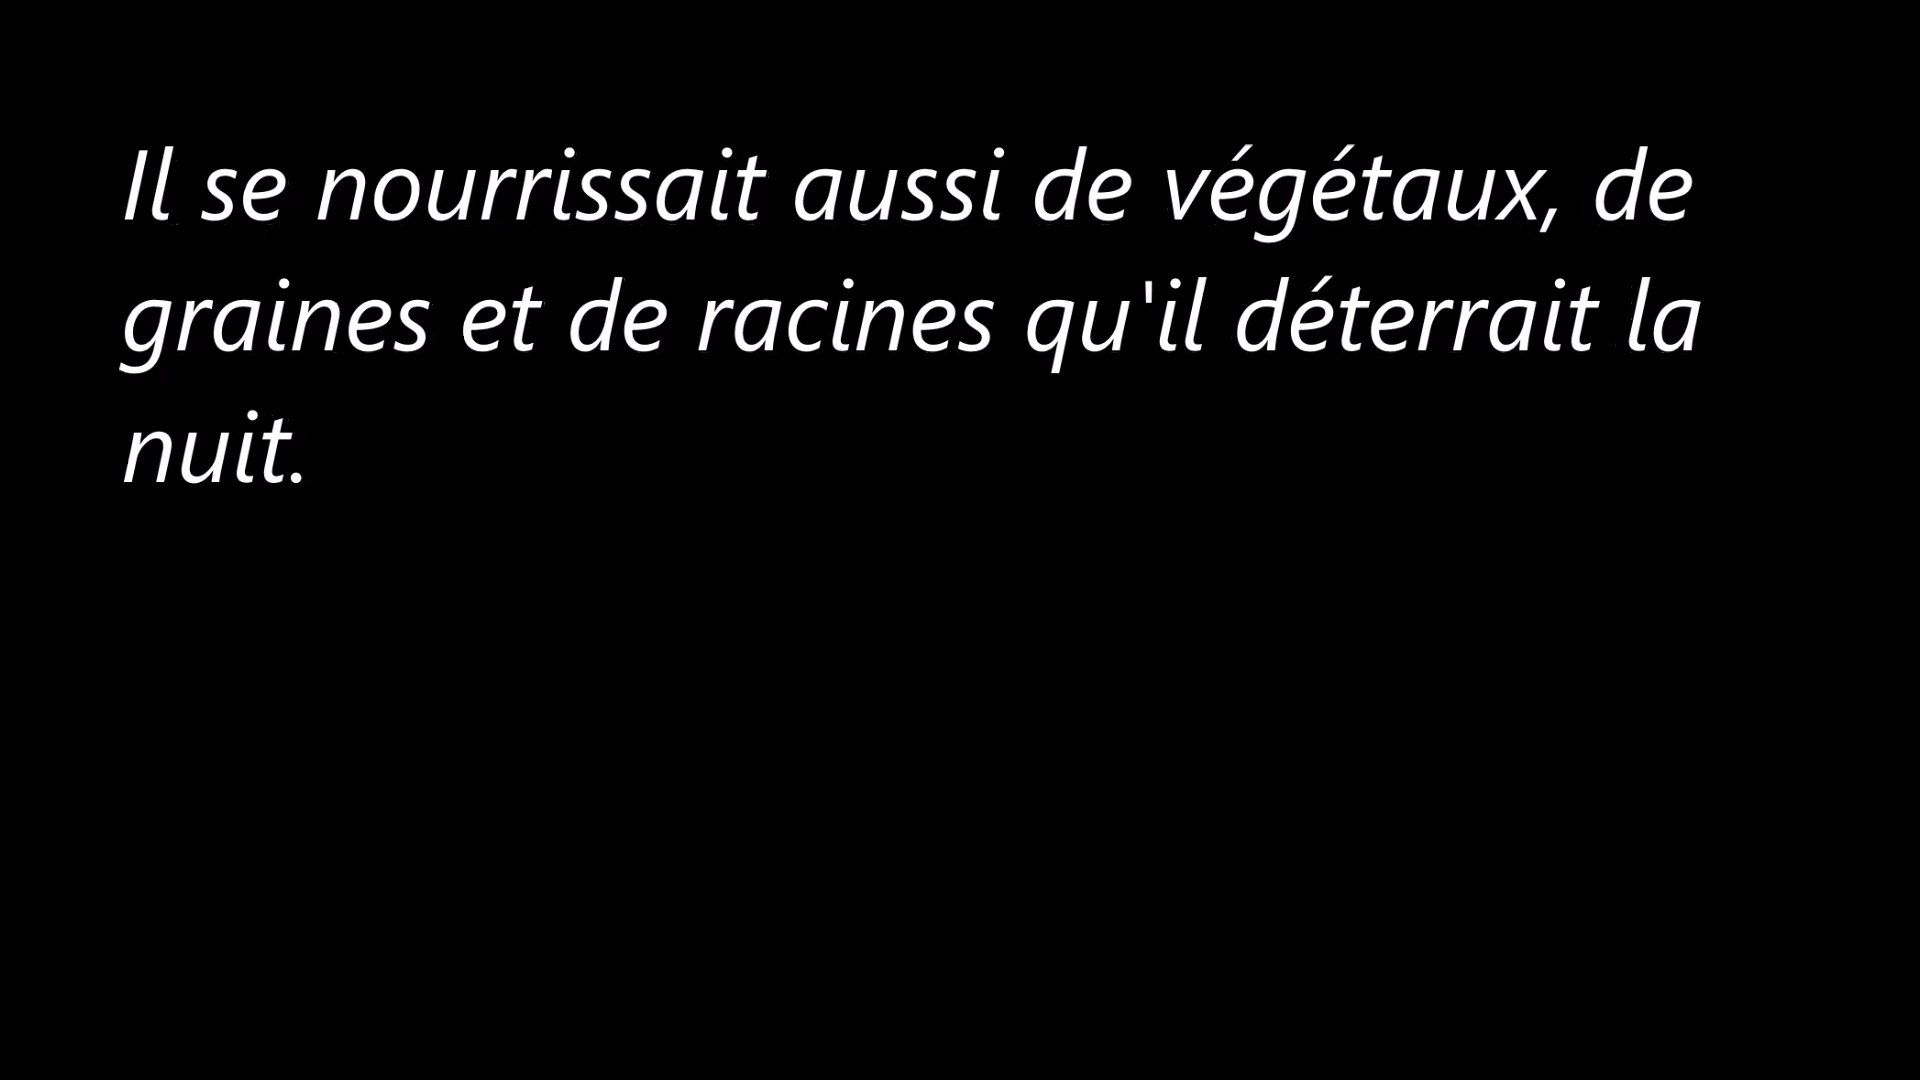 Il se nourrissait aussi de végétaux, de
graines et de racines qu'il déterrait la
nuit.